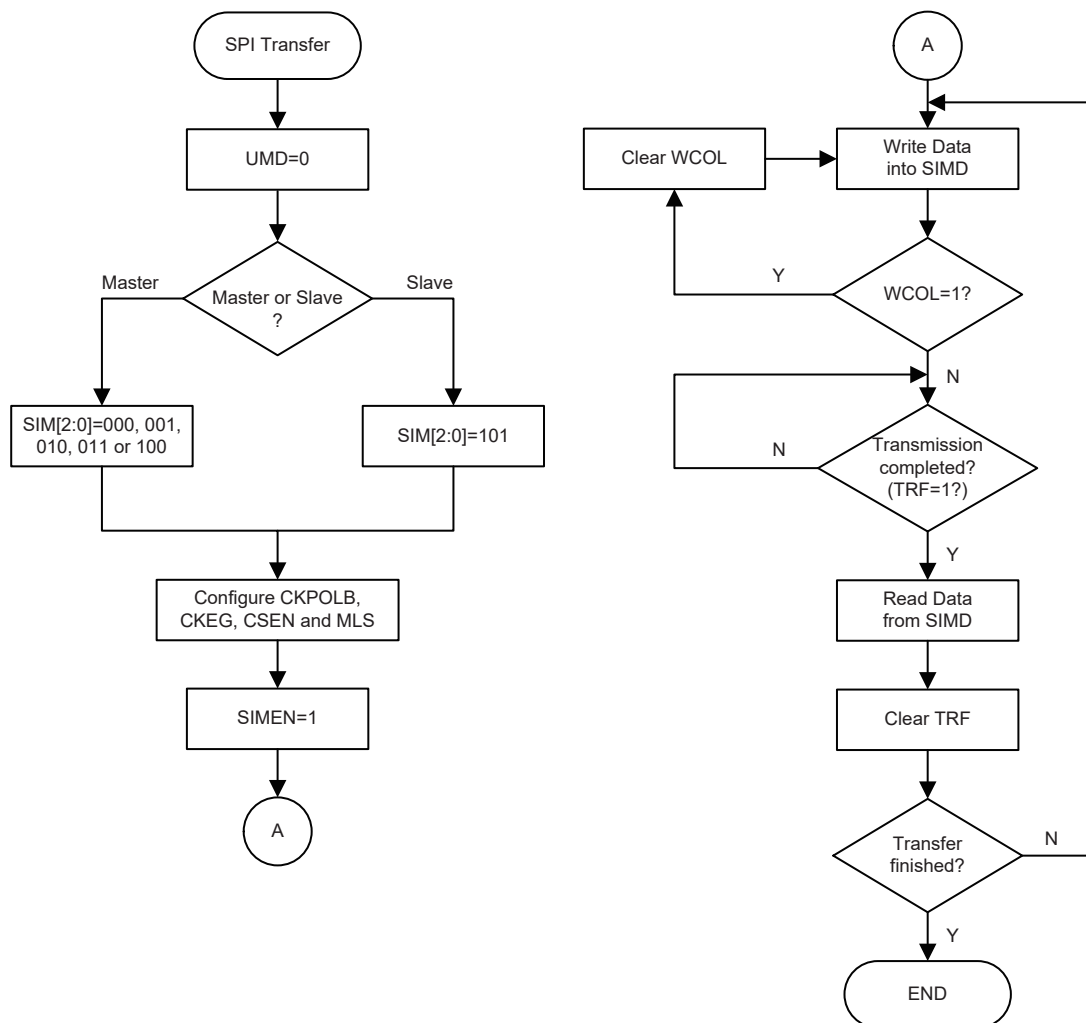 SPI Transfer
UMD=0
Master
Master or Slave
?
Slave
SIM[2:0]=000, 001,
010, 011 or 100
SIM[2:0]=101
Configure CKPOLB,
CKEG, CSEN and MLS
SIMEN=1
A
A
Clear WCOL
Write Data
into SIMD
Y
WCOL=1?
N
N
Transmission
completed?
(TRF=1?)
Y
Read Data
from SIMD
Clear TRF
Transfer
finished?
N
Y
END